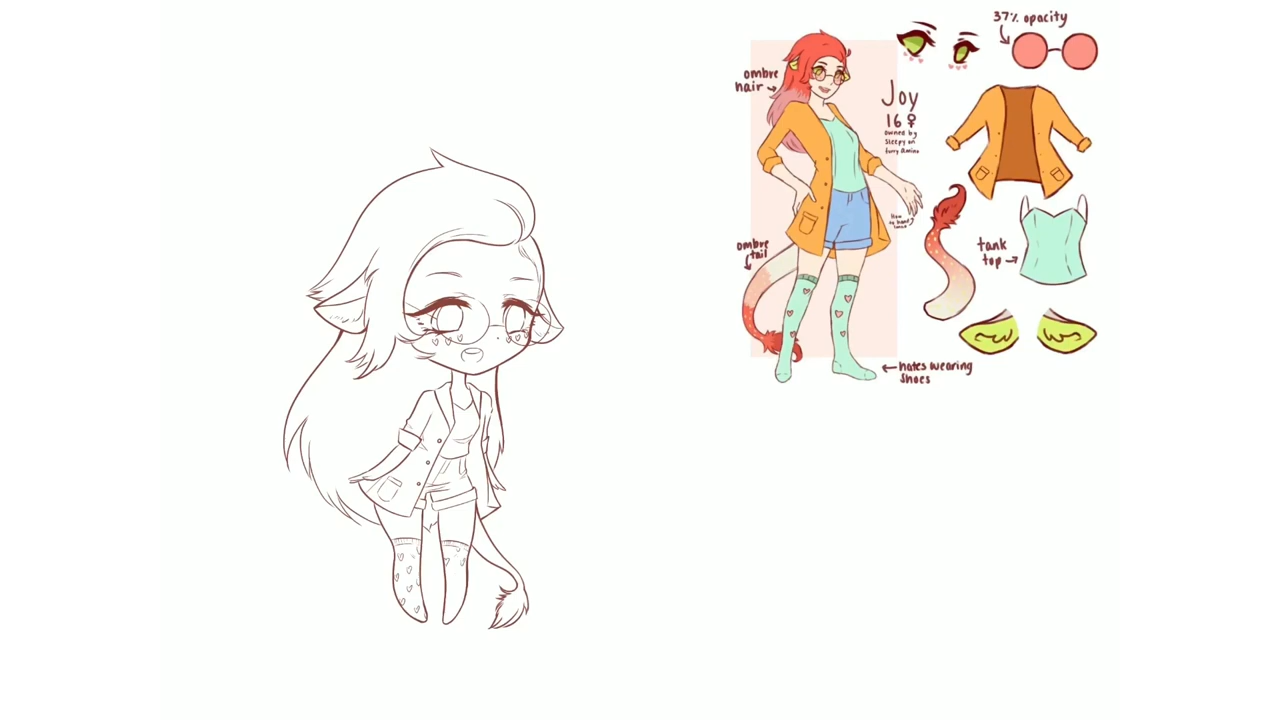 37% opacity
ombre
hair
Joy
16 ♀
owned by
sleepy on
furry amino
ombre
tail
tank
top
hates wearing
shoes